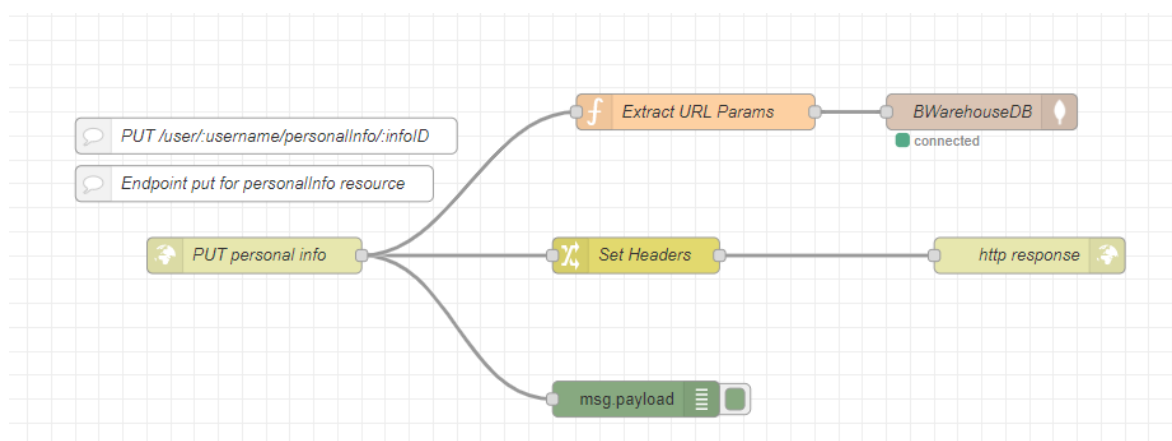 Extract URL Params
BWarehouseDB
connected
PUT /user/:username/personalInfo/:infoID
Endpoint put for personalInfo resource
PUT personal info
Set Headers
http response
msg.payload